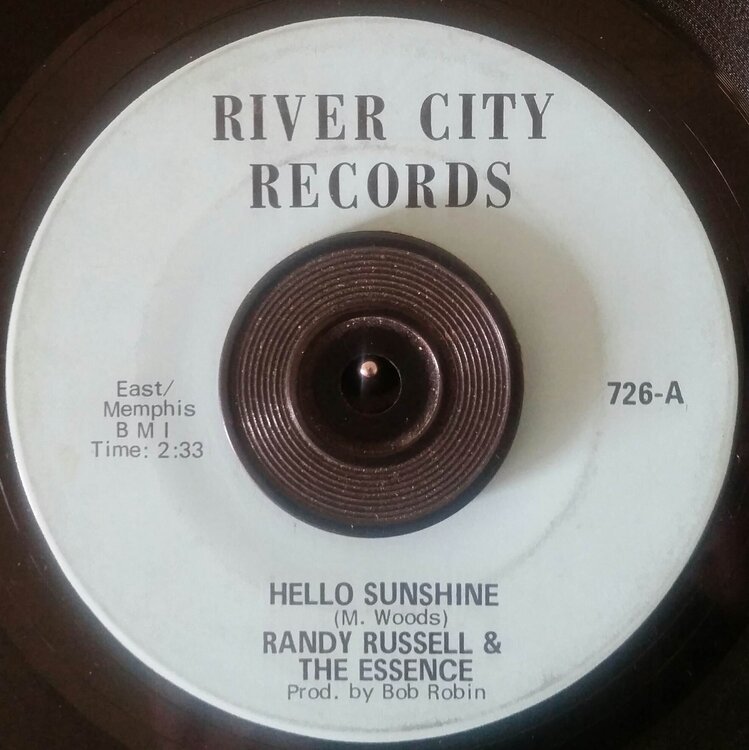 RIVER CITY
RECORDS
East/
Memphis
B M I
Time: 2:33
726-A
HELLO SUNSHINE
(M. Woods)
RANDY RUSSELL &
THE ESSENCE
Prod. by Bob Robin